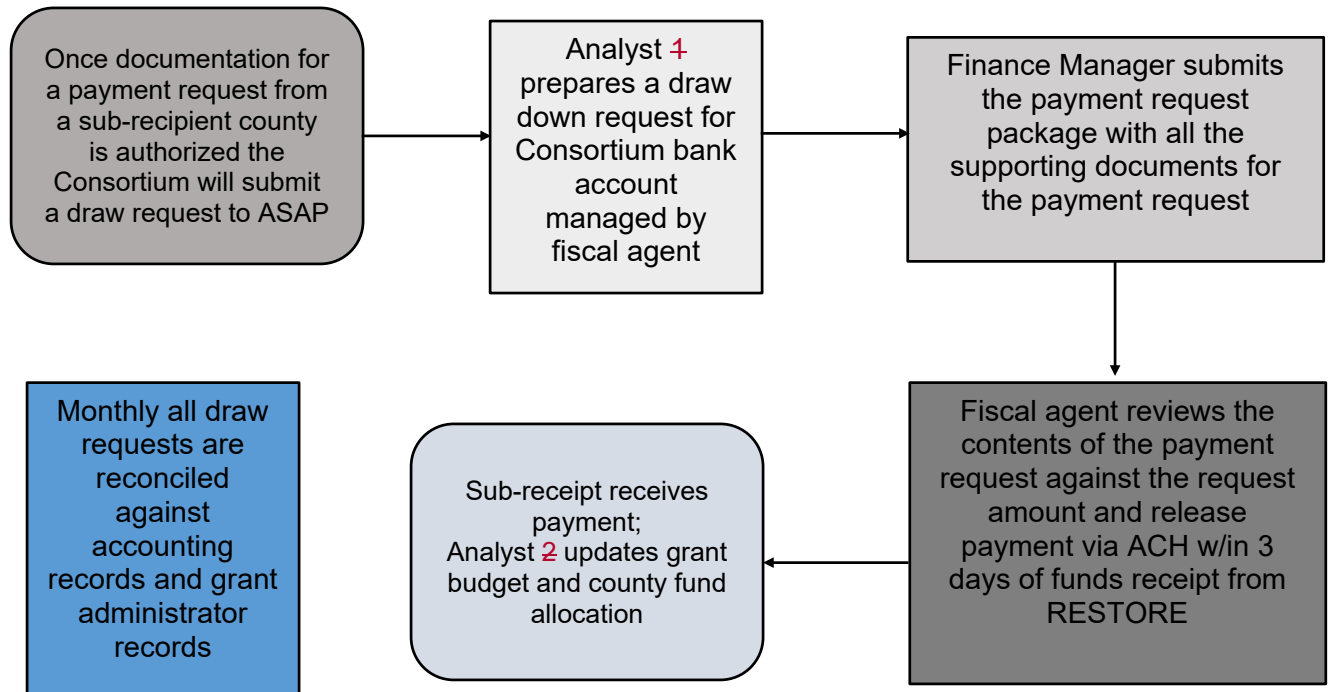 Once documentation for
a payment request from
a sub-recipient county
is authorized the
Consortium will submit
a draw request to ASAP
Analyst 1
prepares a draw
down request for
Consortium bank
account
managed by
fiscal agent
Finance Manager submits
the payment request
package with all the
supporting documents for
the payment request
Fiscal agent reviews the
contents of the payment
request against the request
amount and release
payment via ACH w/in 3
days of funds receipt from
RESTORE
Sub-receipt receives
payment;
Analyst 2 updates grant
budget and county fund
allocation
Monthly all draw
requests are
reconciled
against
accounting
records and grant
administrator
records